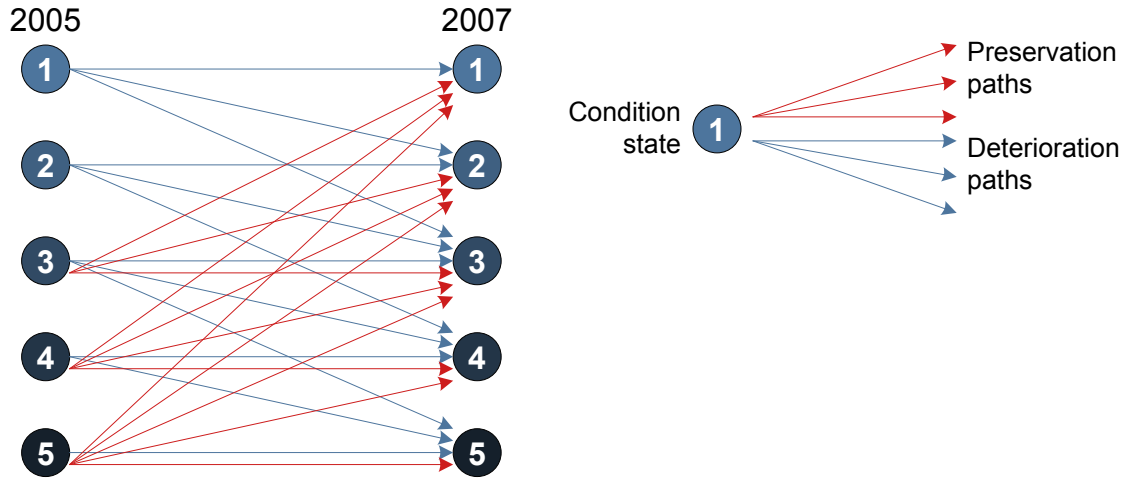 2005
2007
1
1
2
2
3
3
4
4
5
5
Condition
state
1
Preservation
paths
Deterioration
paths